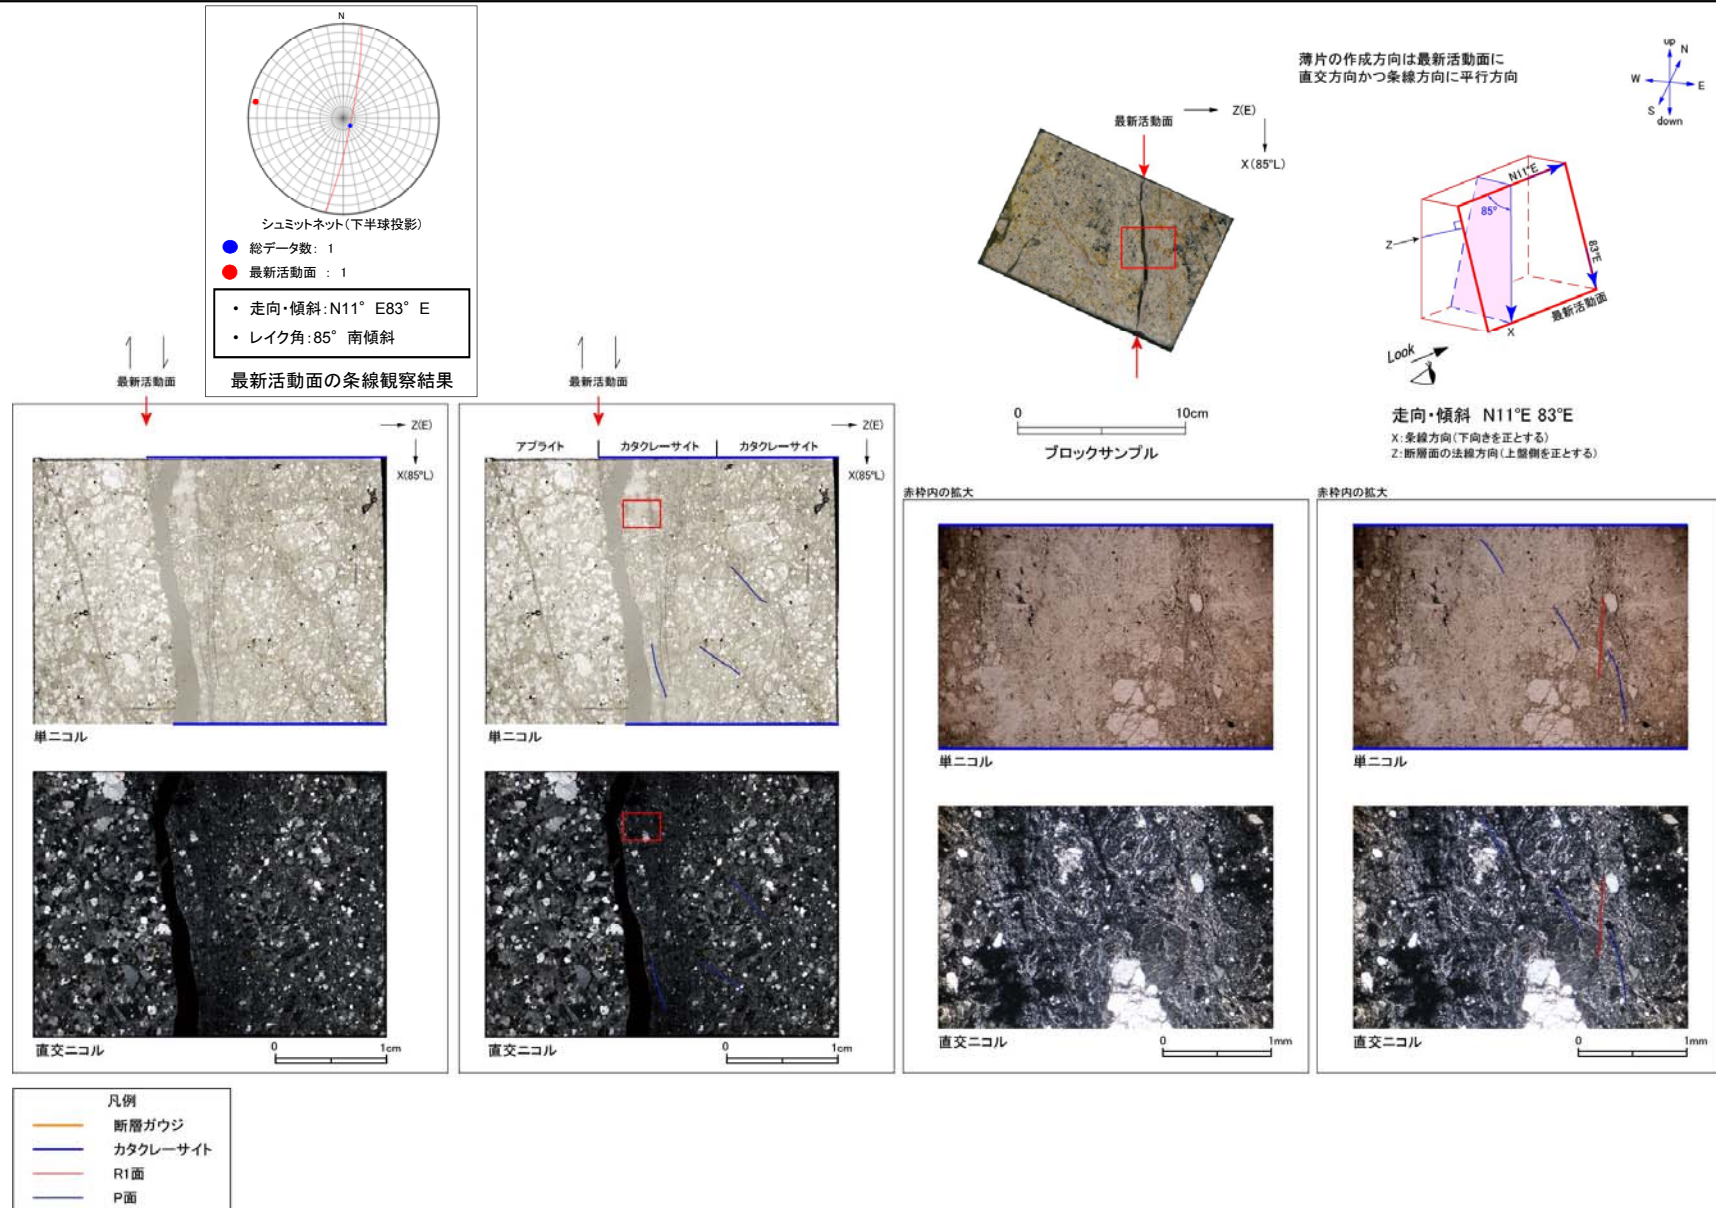 N
シュミットネット(下半球投影)
総データ数: 1
最新活動面 : 1
・ 走向・傾斜:N11° E83° E
・ レイク角:85° 南傾斜
最新活動面の条線観察結果
薄片の作成方向は最新活動面に
直交方向かつ条線方向に平行方向
up
N
W
E
S
down
Z(E)
X(85°L)
最新活動面
0
10cm
ブロックサンプル
N11°E
85°
Z
83°E
最新活動面
X
Look
走向・傾斜 N11°E 83°E
X:条線方向(下向きを正とする)
Z:断層面の法線方向(上盤側を正とする)
最新活動面
Z(E)
X(85°L)
単ニコル
直交ニコル
0
1cm
最新活動面
Z(E)
X(85°L)
アプライト
カタクレーサイト
カタクレーサイト
単ニコル
直交ニコル
0
1cm
赤枠内の拡大
単ニコル
直交ニコル
0
1mm
赤枠内の拡大
単ニコル
直交ニコル
0
1mm
凡例
断層ガウジ
カタクレーサイト
R1面
P面